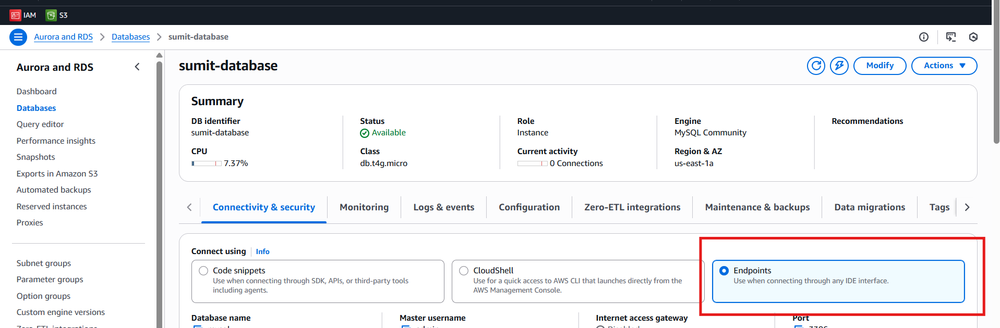 IAM S3
Aurora and RDS Databases sumit-database
Aurora and RDS
Dashboard
Databases
Query editor
Performance insights
Snapshots
Exports in Amazon S3
Automated backups
Reserved instances
Proxies
Subnet groups
Parameter groups
Option groups
Custom engine versions
sumit-database
Modify Actions
Summary
DB identifier
sumit-database
CPU
7.37%
Status
Available
Class
db.t4g.micro
Role
Instance
Current activity
0 Connections
Engine
MySQL Community
Region & AZ
us-east-1a
Recommendations
Connectivity & security Monitoring Logs & events Configuration Zero-ETL integrations Maintenance & backups Data migrations Tags
Connect using Info
Code snippets
Use when connecting through SDK, APIs, or third-party tools
including agents.
CloudShell
Use for a quick access to AWS CLI that launches directly from the
AWS Management Console.
Endpoints
Use when connecting through any IDE interface.
Database name Master username Internet access gateway Port